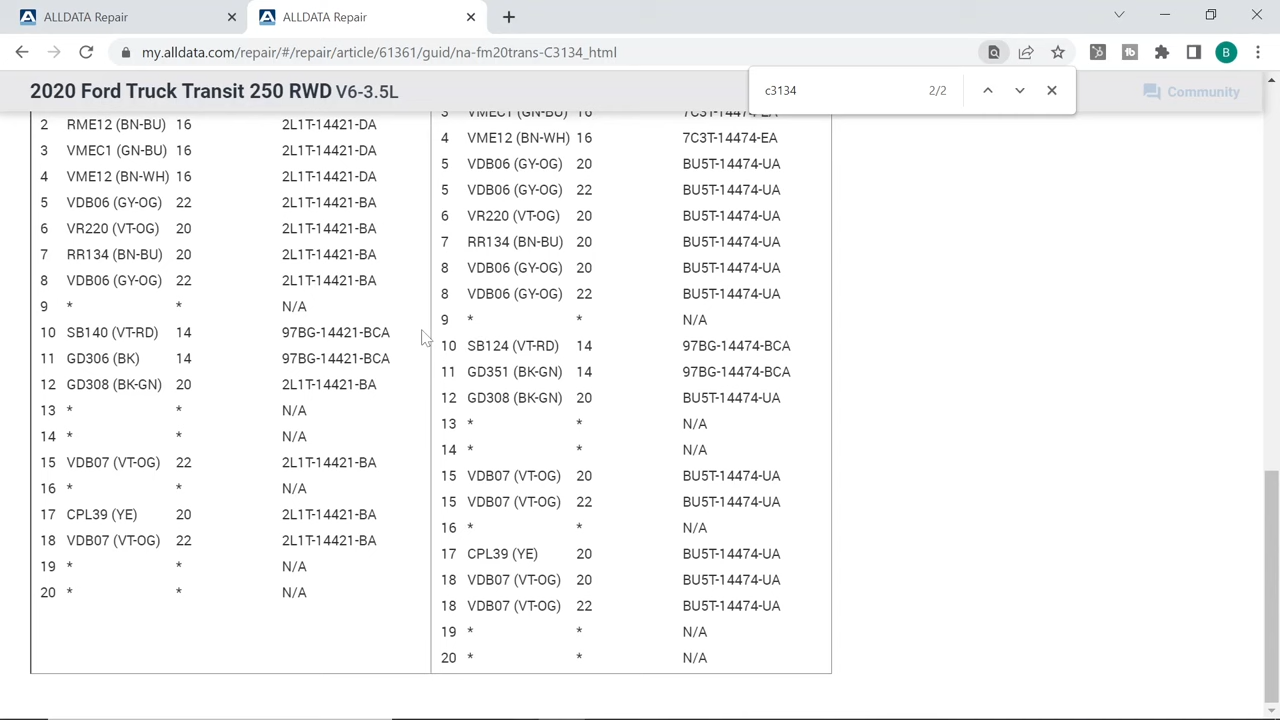 ALLDATA Repair
ALLDATA Repair
my.alldata.com/repair/#/repair/article/61361/guid/na-fm20trans-C3134_html
B
c3134 2/2
2020 Ford Truck Transit 250 RWD V6-3.5L
Community
2 RME12 (BN-BU) 16 2L1T-14421-DA
3 VMEC1 (GN-BU) 16 2L1T-14421-DA
4 VME12 (BN-WH) 16 2L1T-14421-DA
5 VDB06 (GY-OG) 22 2L1T-14421-BA
6 VR220 (VT-OG) 20 2L1T-14421-BA
7 RR134 (BN-BU) 20 2L1T-14421-BA
8 VDB06 (GY-OG) 22 2L1T-14421-BA
9 * * N/A
10 SB140 (VT-RD) 14 97BG-14421-BCA
11 GD306 (BK) 14 97BG-14421-BCA
12 GD308 (BK-GN) 20 2L1T-14421-BA
13 * * N/A
14 * * N/A
15 VDB07 (VT-OG) 22 2L1T-14421-BA
16 * * N/A
17 CPL39 (YE) 20 2L1T-14421-BA
18 VDB07 (VT-OG) 22 2L1T-14421-BA
19 * * N/A
20 * * N/A
3 VMEC1 (GN-BU) 16 7C3T-14474-EA
4 VME12 (BN-WH) 16 7C3T-14474-EA
5 VDB06 (GY-OG) 20 BU5T-14474-UA
5 VDB06 (GY-OG) 22 BU5T-14474-UA
6 VR220 (VT-OG) 20 BU5T-14474-UA
7 RR134 (BN-BU) 20 BU5T-14474-UA
8 VDB06 (GY-OG) 20 BU5T-14474-UA
8 VDB06 (GY-OG) 22 BU5T-14474-UA
9 * * N/A
10 SB124 (VT-RD) 14 97BG-14474-BCA
11 GD351 (BK-GN) 14 97BG-14474-BCA
12 GD308 (BK-GN) 20 BU5T-14474-UA
13 * * N/A
14 * * N/A
15 VDB07 (VT-OG) 20 BU5T-14474-UA
15 VDB07 (VT-OG) 22 BU5T-14474-UA
16 * * N/A
17 CPL39 (YE) 20 BU5T-14474-UA
18 VDB07 (VT-OG) 20 BU5T-14474-UA
18 VDB07 (VT-OG) 22 BU5T-14474-UA
19 * * N/A
20 * * N/A